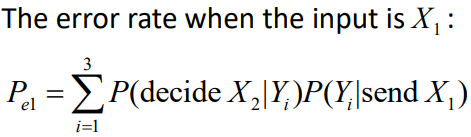 The error rate when the input is X₁ :
Pₑ₁ = ∑_{i=1}^{3} P(decide X₂|Yᵢ)P(Yᵢ|send X₁)